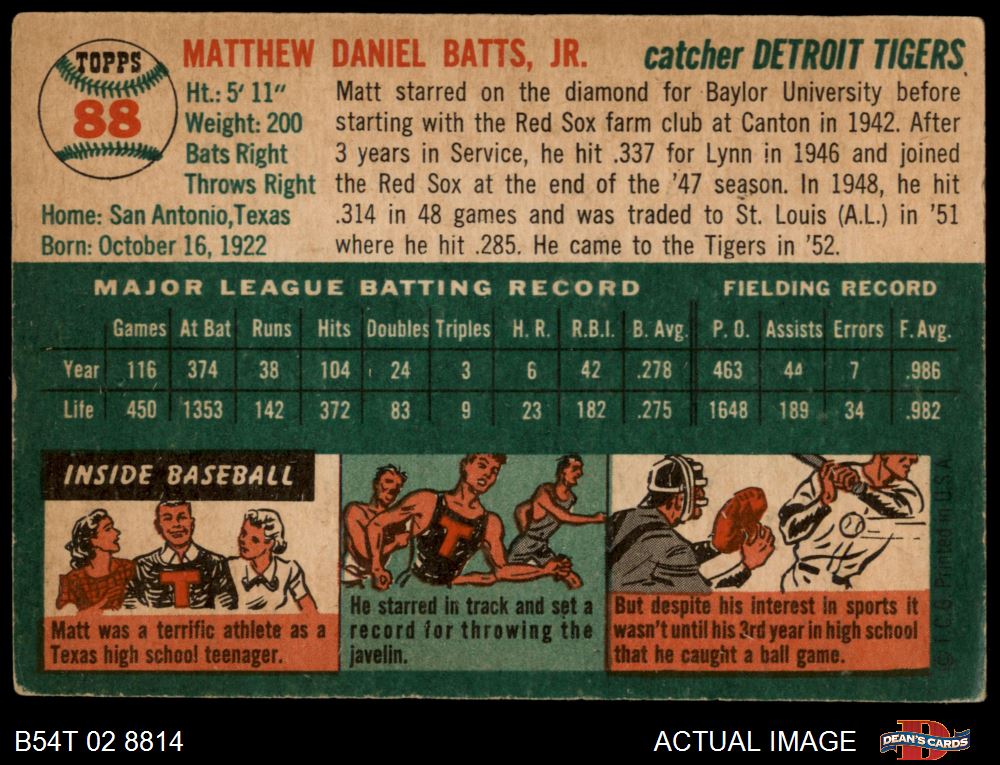 TOPPS
88
MATTHEW DANIEL BATTS, JR.
catcher DETROIT TIGERS
Ht.: 5' 11"
Weight: 200
Bats Right
Throws Right
Home: San Antonio, Texas
Born: October 16, 1922
Matt starred on the diamond for Baylor University before
starting with the Red Sox farm club at Canton in 1942. After
3 years in Service, he hit .337 for Lynn in 1946 and joined
the Red Sox at the end of the '47 season. In 1948, he hit
.314 in 48 games and was traded to St. Louis (A.L.) in '51
where he hit .285. He came to the Tigers in '52.
MAJOR LEAGUE BATTING RECORD FIELDING RECORD
Games At Bat Runs Hits Doubles Triples H. R. R.B.I. B. Avg. P. O. Assists Errors F. Avg.
Year 116 374 38 104 24 3 6 42 .278 463 44 7 .986
Life 450 1353 142 372 83 9 23 182 .275 1648 189 34 .982
INSIDE BASEBALL
T
Matt was a terrific athlete as a
Texas high school teenager.
T
He starred in track and set a
record for throwing the
javelin.
But despite his interest in sports it
wasn't until his 3rd year in high school
that he caught a ball game.
© T.C.G. Printed in U.S.A.
B54T 02 8814
ACTUAL IMAGE
D
DEAN'S CARDS